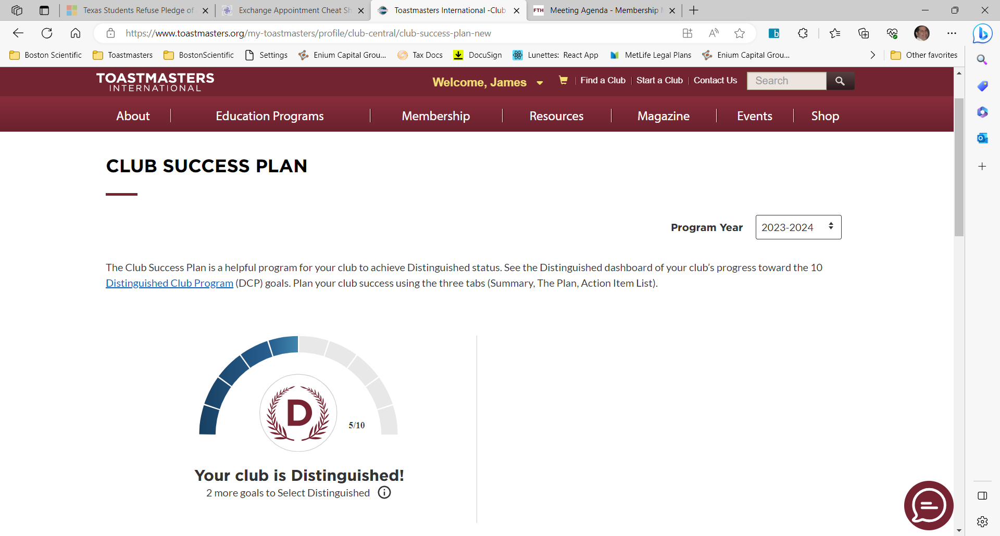 Texas Students Refuse Pledge of
Exchange Appointment Cheat Sh
Toastmasters International -Club
FTH Meeting Agenda - Membership
https://www.toastmasters.org/my-toastmasters/profile/club-central/club-success-plan-new
Boston Scientific Toastmasters BostonScientific Settings Enium Capital Grou... Tax Docs DocuSign Lunettes: React App MetLife Legal Plans Enium Capital Grou... Other favorites
TOASTMASTERS
INTERNATIONAL
Welcome, James Find a Club Start a Club Contact Us Search
About Education Programs Membership Resources Magazine Events Shop
CLUB SUCCESS PLAN
Program Year 2023-2024
The Club Success Plan is a helpful program for your club to achieve Distinguished status. See the Distinguished dashboard of your club’s progress toward the 10
Distinguished Club Program (DCP) goals. Plan your club success using the three tabs (Summary, The Plan, Action Item List).
D
5/10
Your club is Distinguished!
2 more goals to Select Distinguished